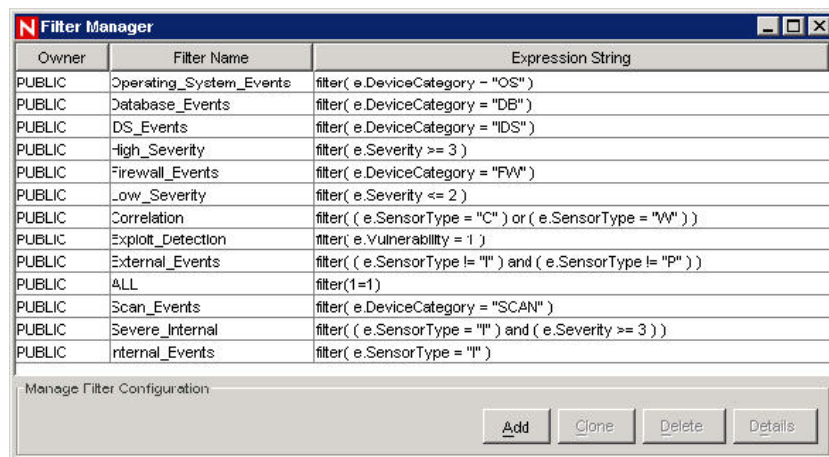 N Filter Manager
Owner Filter Name Expression String
PUBLIC Operating_System_Events filter( e.DeviceCategory = "OS" )
PUBLIC Database_Events filter( e.DeviceCategory = "DB" )
PUBLIC IDS_Events filter( e.DeviceCategory = "IDS" )
PUBLIC High_Severity filter( e.Severity >= 3 )
PUBLIC Firewall_Events filter( e.DeviceCategory = "FW" )
PUBLIC Low_Severity filter( e.Severity <= 2 )
PUBLIC Correlation filter( ( e.SensorType = "C" ) or ( e.SensorType = "W" ) )
PUBLIC Exploit_Detection filter( e.Vulnerability = 1 )
PUBLIC External_Events filter( ( e.SensorType != "I" ) and ( e.SensorType != "P" ) )
PUBLIC ALL filter(1=1)
PUBLIC Scan_Events filter( e.DeviceCategory = "SCAN" )
PUBLIC Severe_Internal filter( ( e.SensorType = "I" ) and ( e.Severity >= 3 ) )
PUBLIC Internal_Events filter( e.SensorType = "I" )
Manage Filter Configuration
Add Clone Delete Details